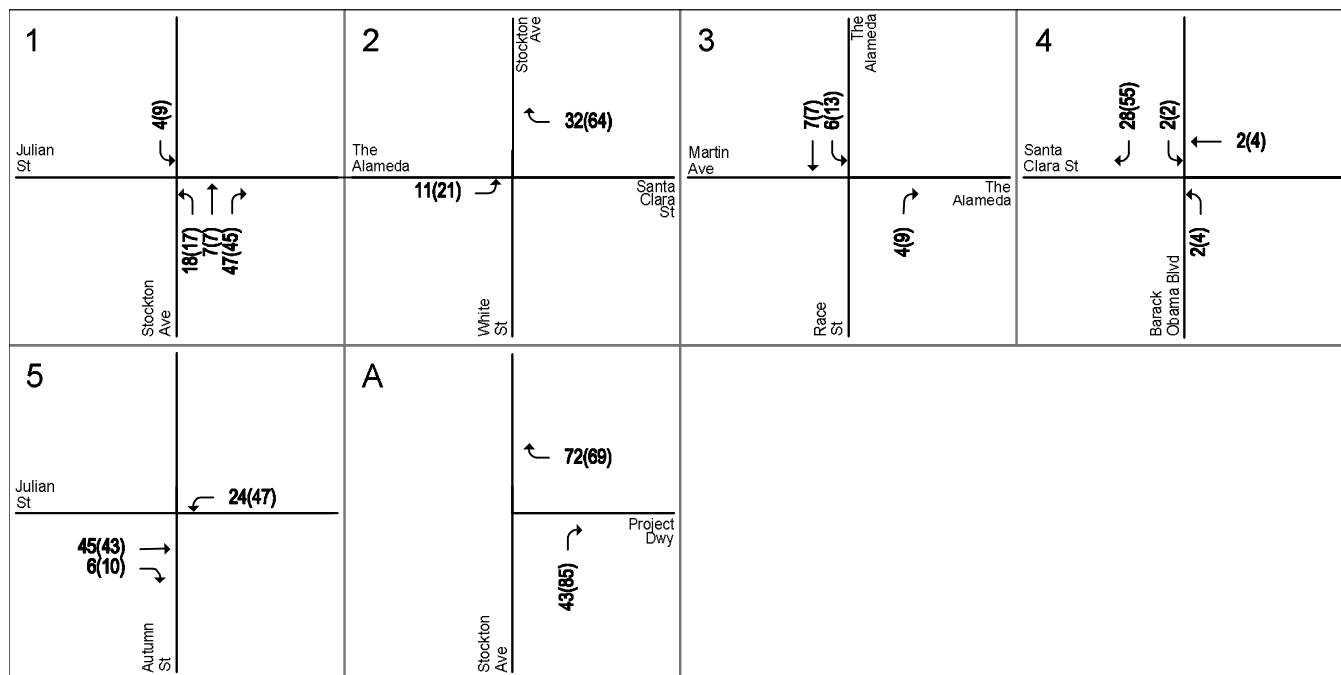 1
4(9)
Julian
St
18(17)
7(7)
47(45)
Stockton
Ave
2
Stockton
Ave
32(64)
The
Alameda
11(21)
Santa
Clara
St
White
St
3
The
Alameda
7(7)
6(13)
Martin
Ave
The
Alameda
4(9)
Race
St
4
28(55)
2(2)
2(4)
Santa
Clara St
2(4)
Barack
Obama Blvd
5
Julian
St
24(47)
45(43)
6(10)
Autumn
St
A
72(69)
Project
Dwy
43(85)
Stockton
Ave